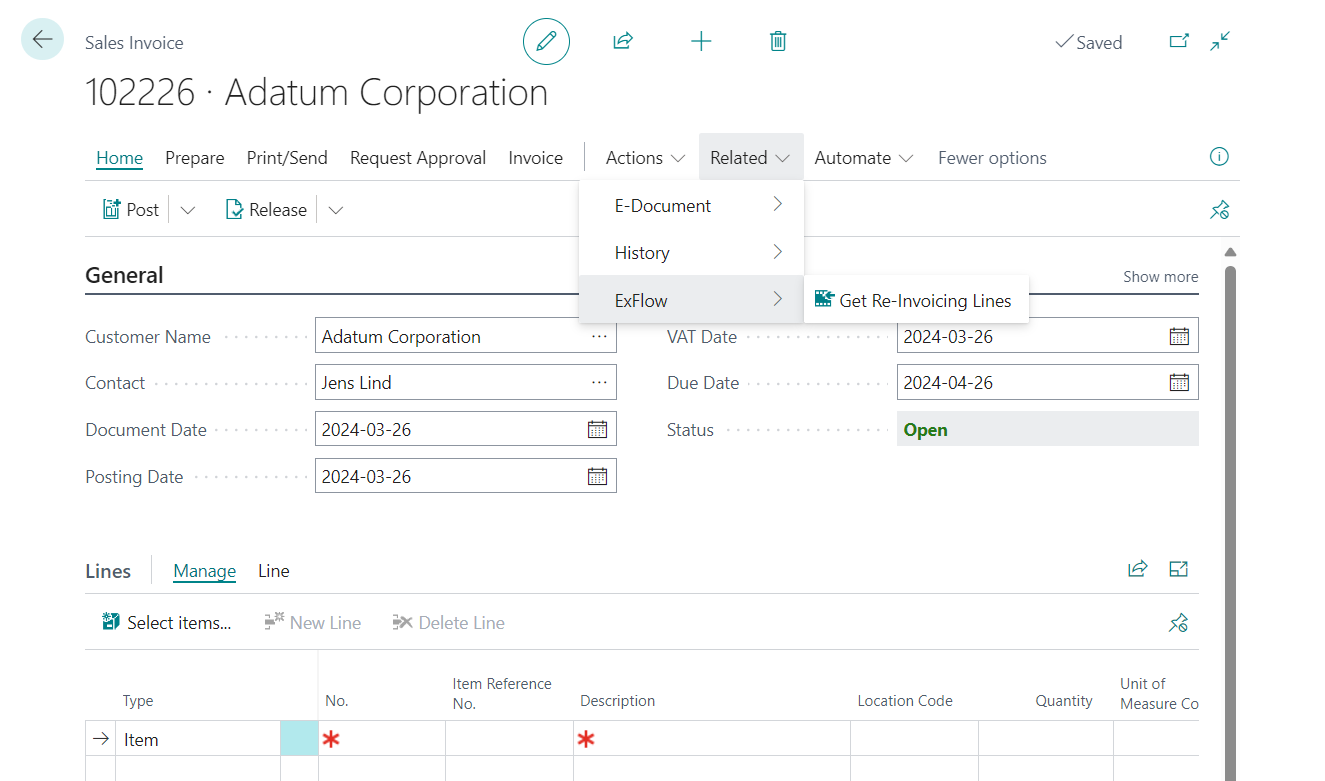 Sales Invoice
Saved
102226 · Adatum Corporation
Home Prepare Print/Send Request Approval Invoice Actions Related Automate Fewer options
Post Release
E-Document
History
ExFlow
Get Re-Invoicing Lines
General Show more
Customer Name Adatum Corporation VAT Date 2024-03-26
Contact Jens Lind Due Date 2024-04-26
Document Date 2024-03-26 Status Open
Posting Date 2024-03-26
Lines Manage Line
Select items... New Line Delete Line
Item Reference Unit of
Type No. No. Description Location Code Quantity Measure Co
Item * *